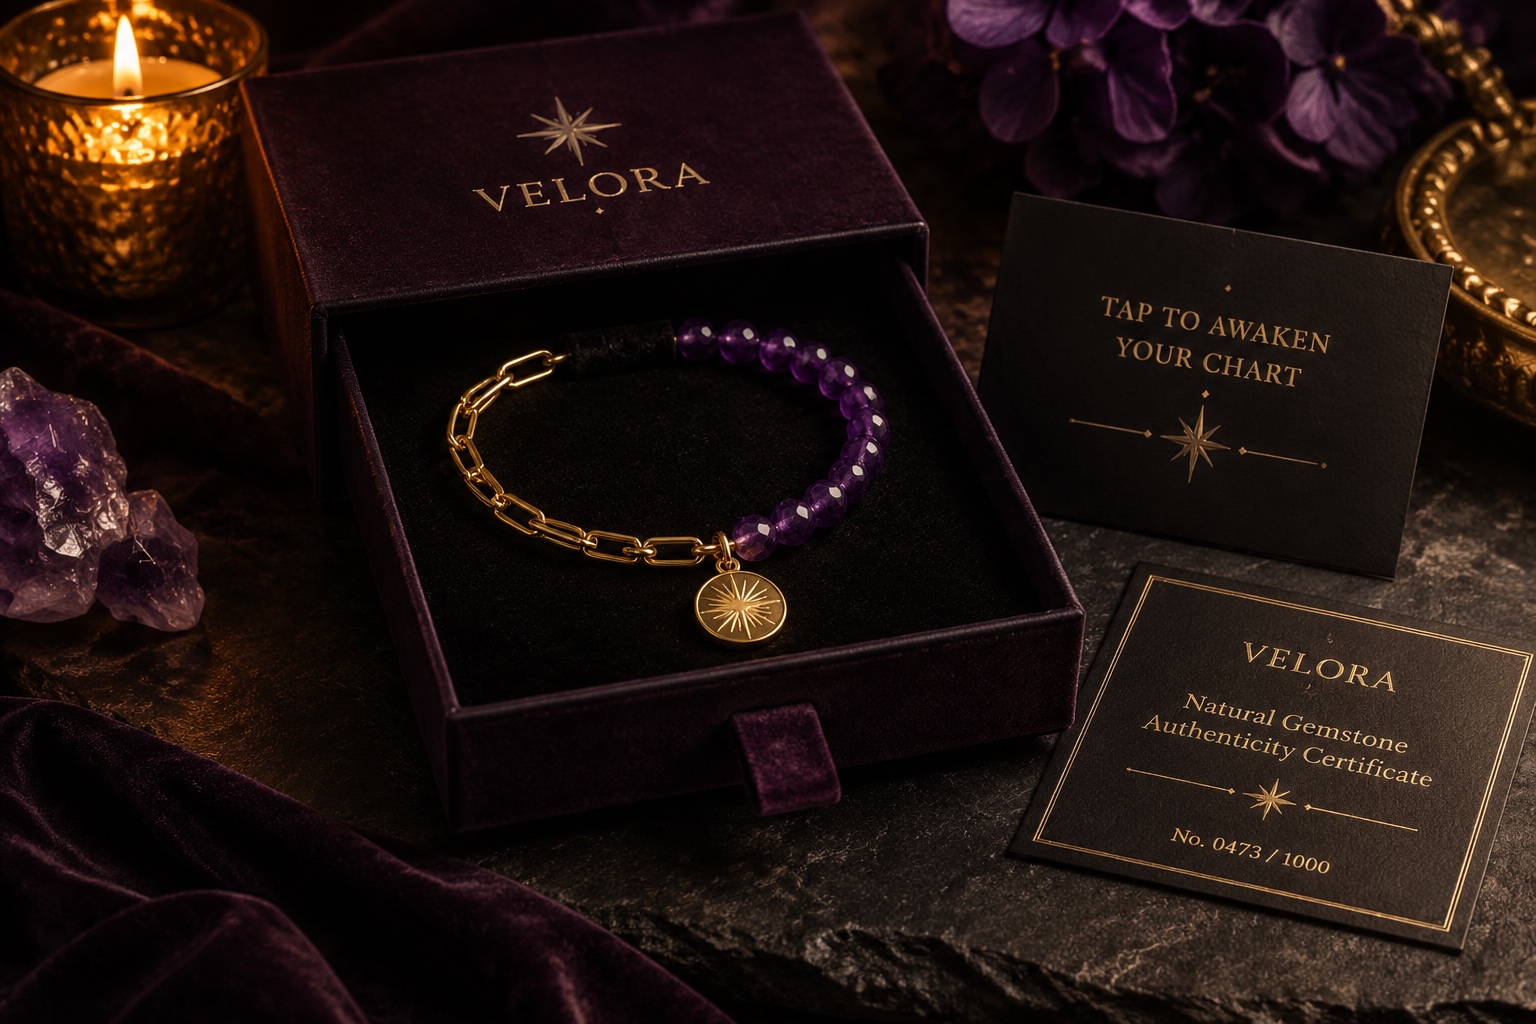 VELORA
TAP TO AWAKEN
YOUR CHART
VELORA
Natural Gemstone
Authenticity Certificate
No. 0473 / 1000